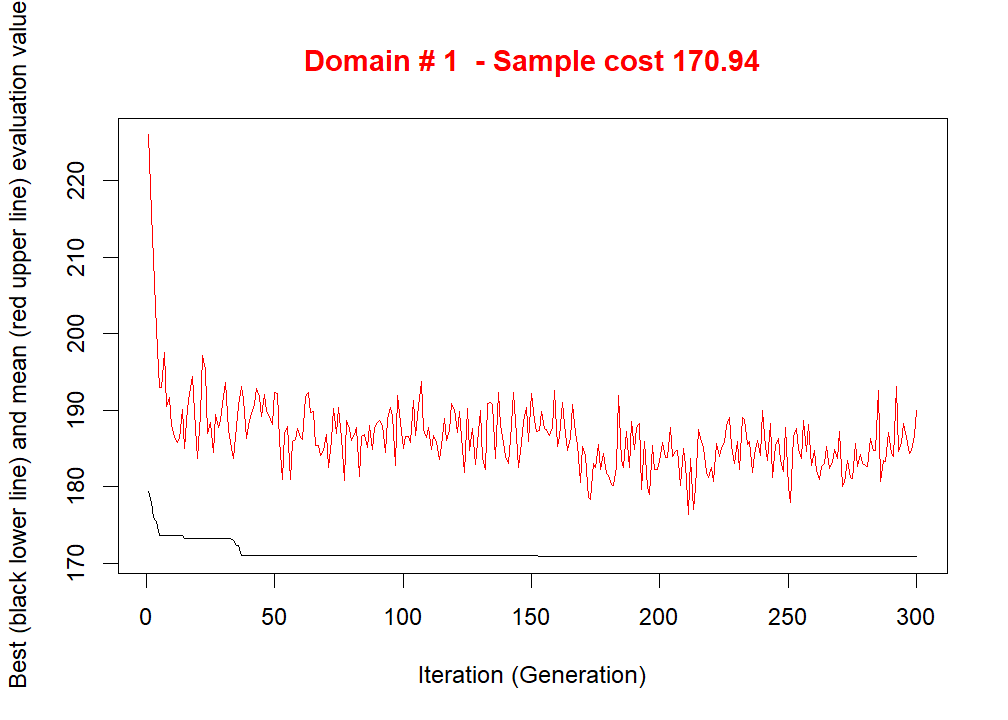 Domain # 1  - Sample cost 170.94
Best (black lower line) and mean (red upper line) evaluation value
220
210
200
190
180
170
0 50 100 150 200 250 300
Iteration (Generation)